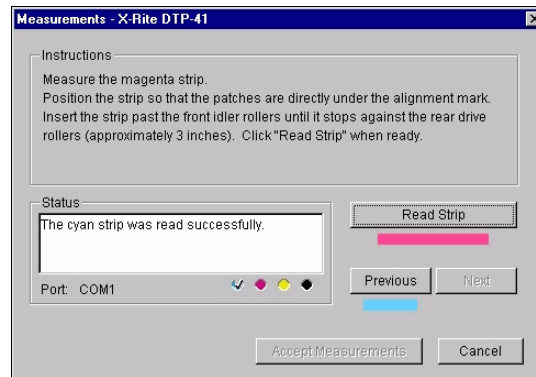 Measurements - X-Rite DTP-41
Instructions
Measure the magenta strip.
Position the strip so that the patches are directly under the alignment mark.
Insert the strip past the front idler rollers until it stops against the rear drive
rollers (approximately 3 inches). Click "Read Strip" when ready.
Status
The cyan strip was read successfully.
Port: COM1
Read Strip
Previous
Next
Accept Measurements
Cancel